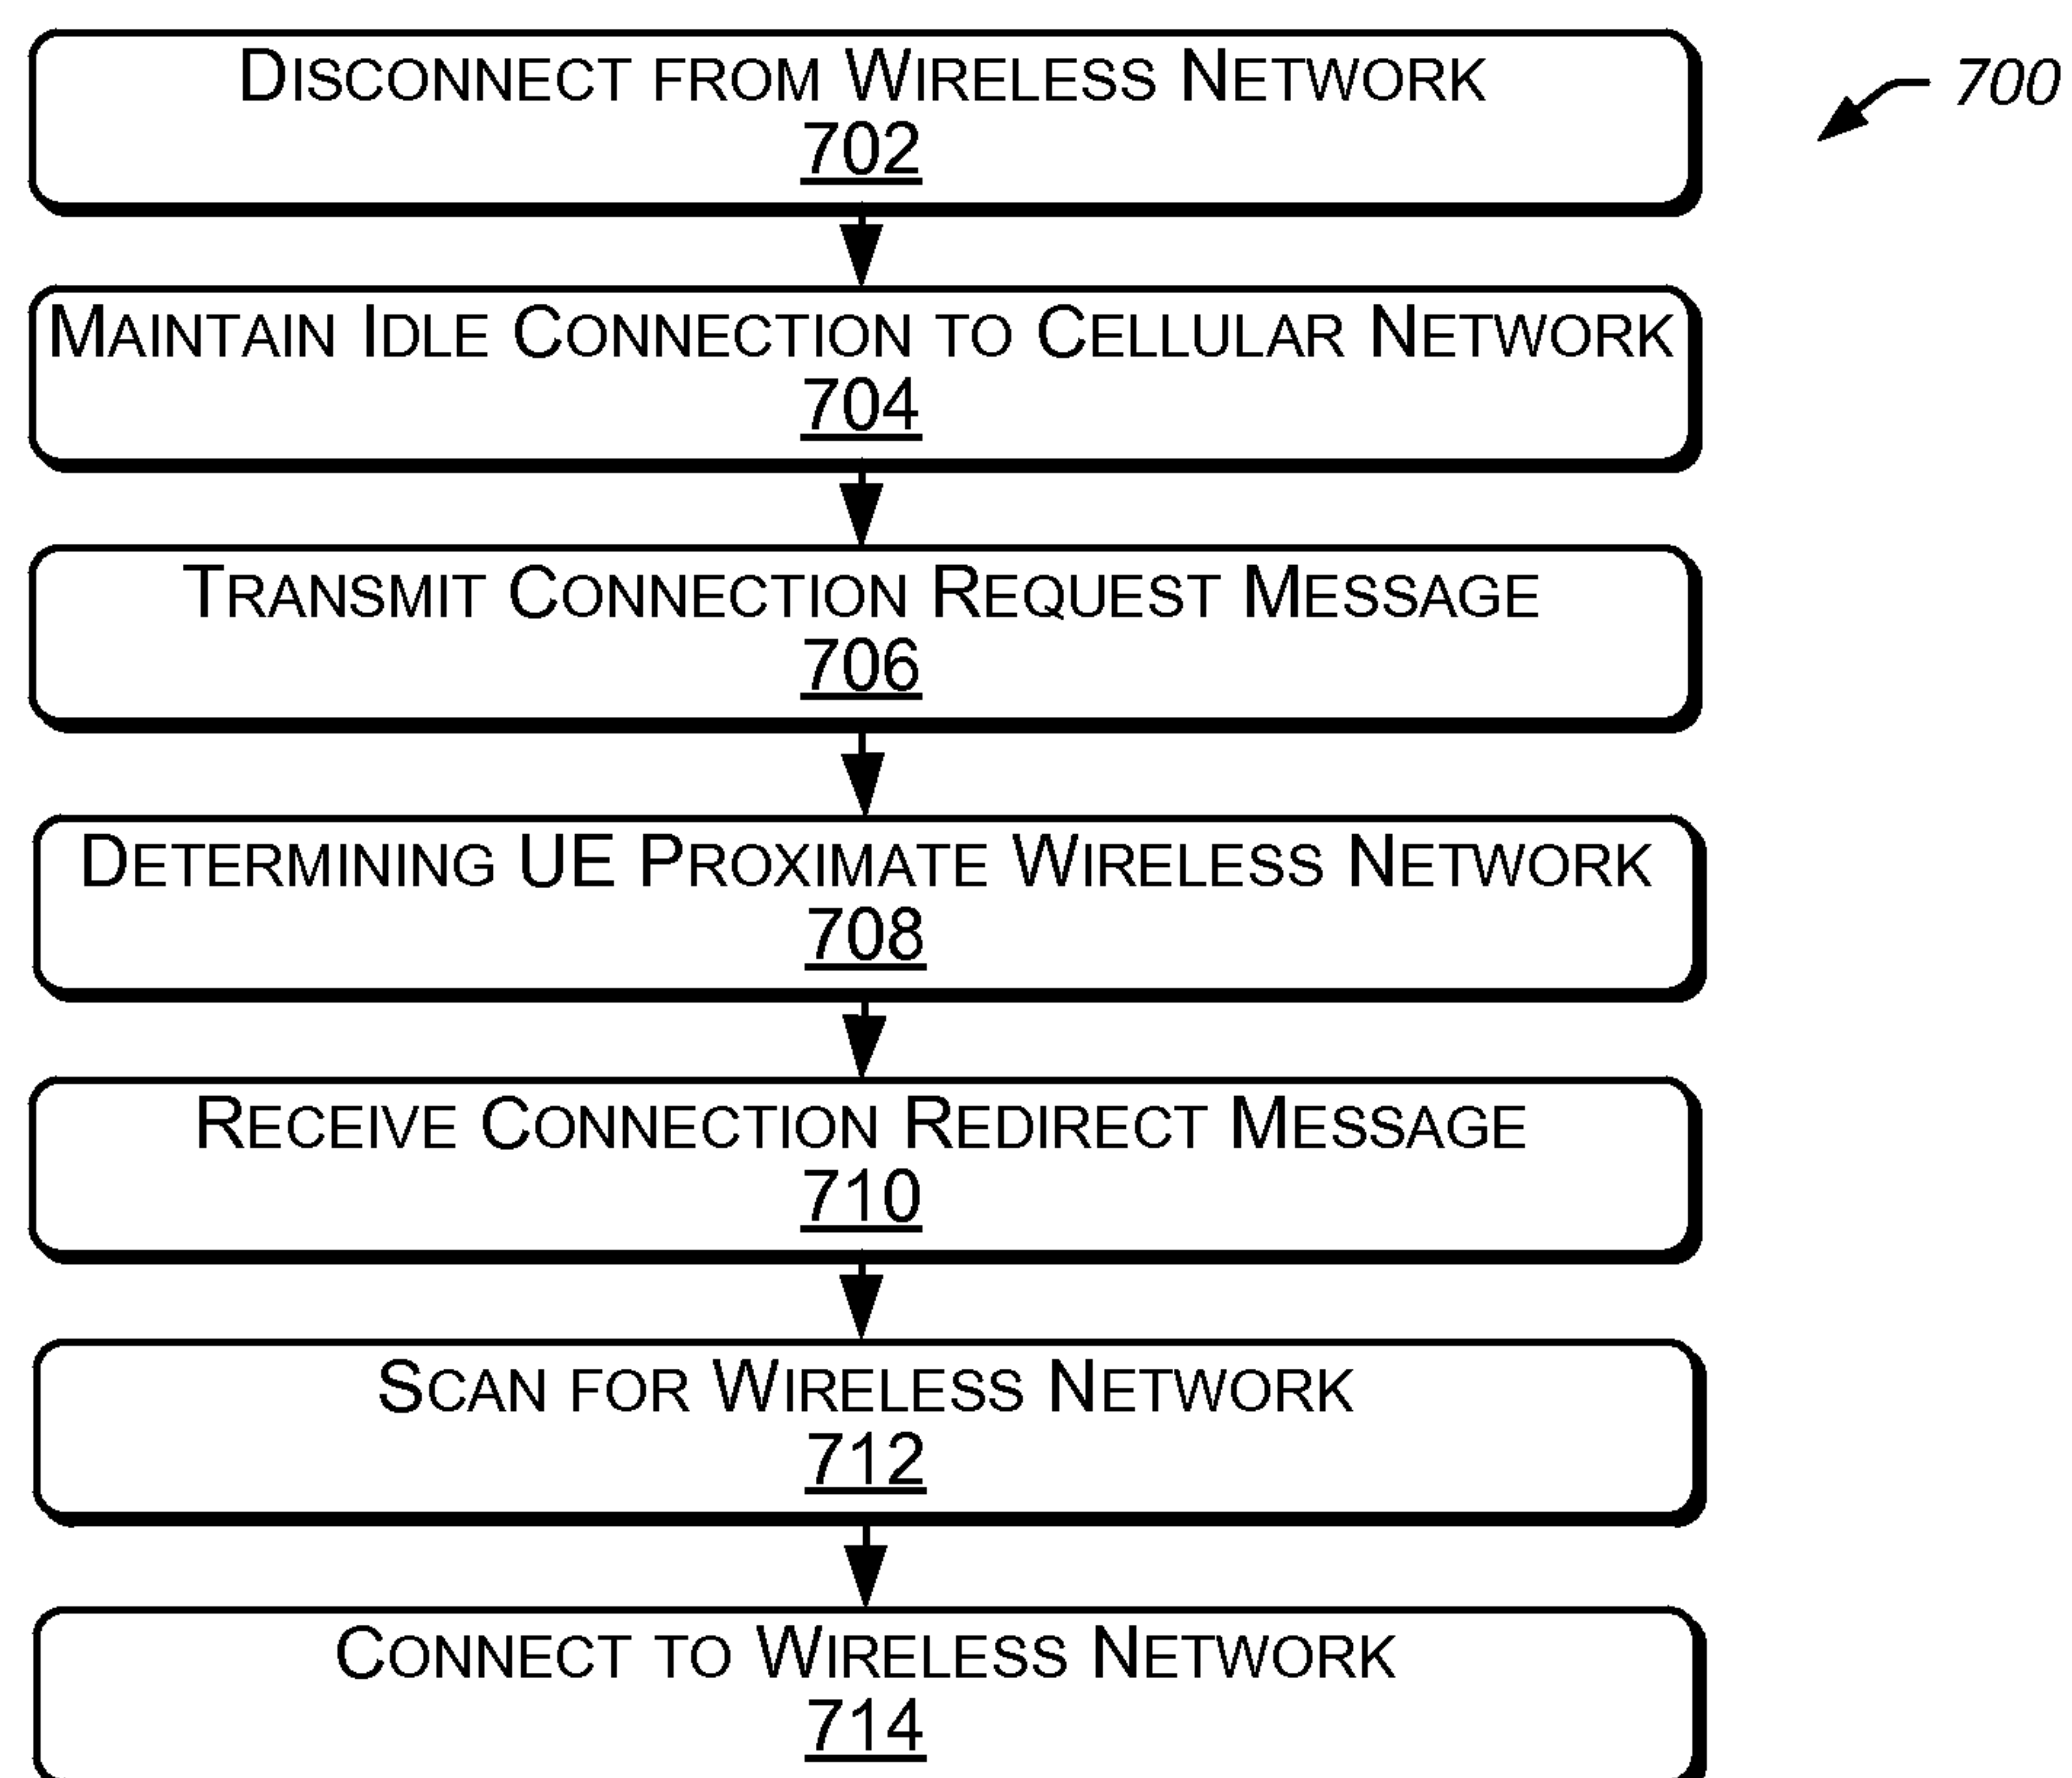 DISCONNECT FROM WIRELESS NETWORK
702
700
MAINTAIN IDLE CONNECTION TO CELLULAR NETWORK
704
TRANSMIT CONNECTION REQUEST MESSAGE
706
DETERMINING UE PROXIMATE WIRELESS NETWORK
708
RECEIVE CONNECTION REDIRECT MESSAGE
710
SCAN FOR WIRELESS NETWORK
712
CONNECT TO WIRELESS NETWORK
714